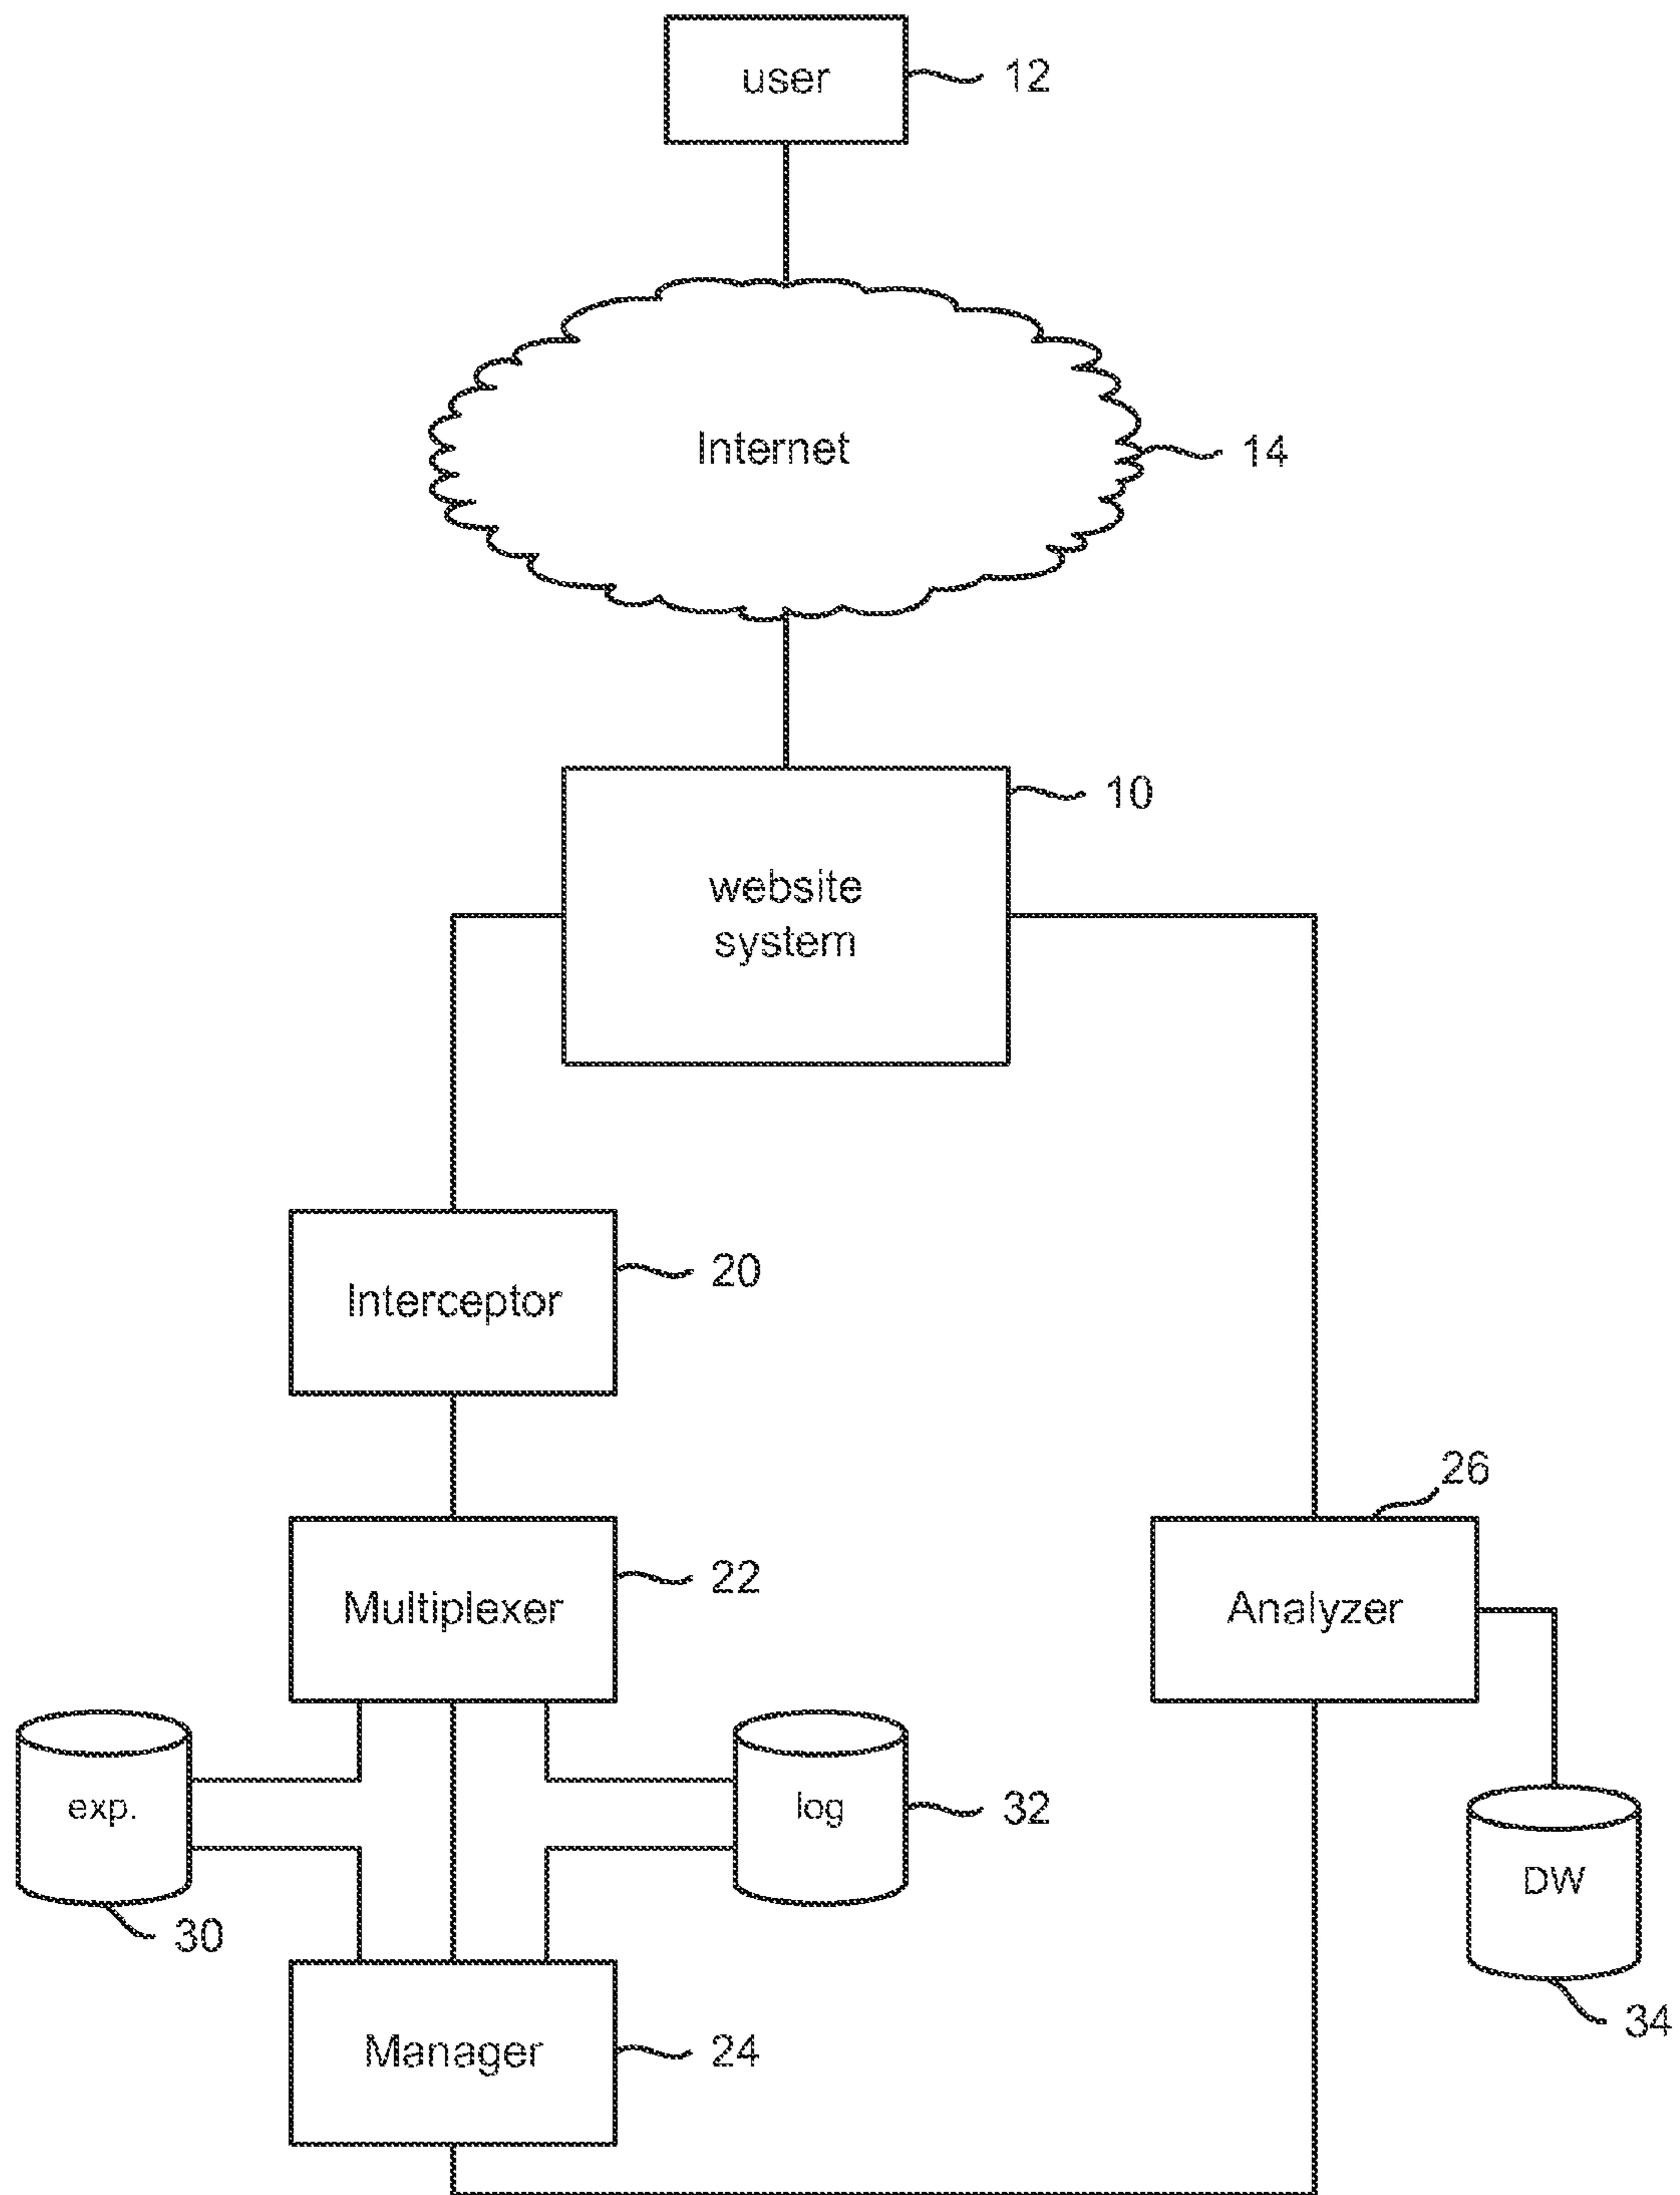 user
12
Internet
14
10
website
system
20
Interceptor
26
22
Multiplexer
Analyzer
exp.
log
32
DW
30
34
Manager
24